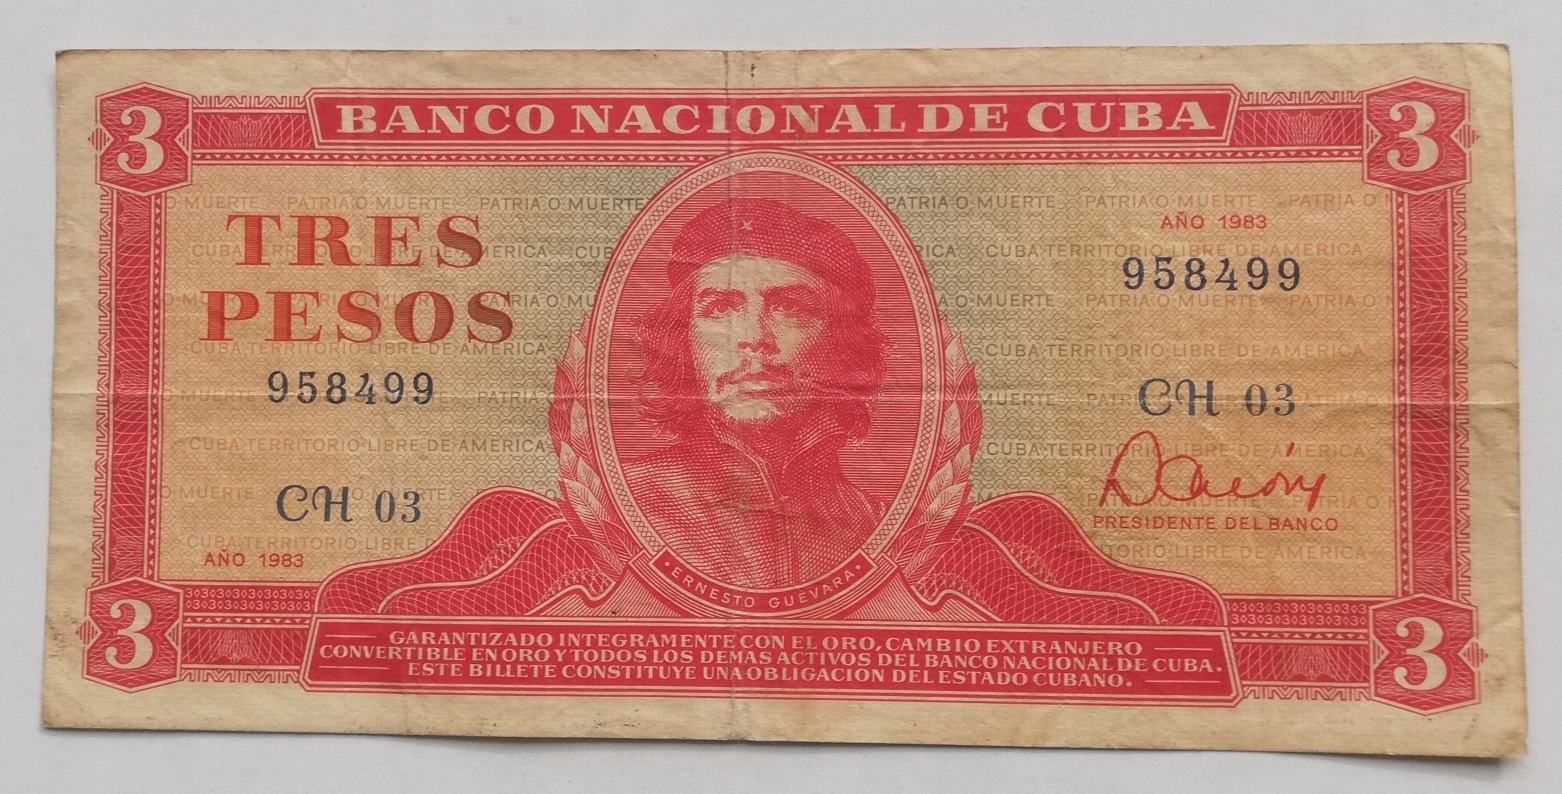 3 BANCO NACIONAL DE CUBA 3
TRES
PESOS
958499
CH 03
AÑO 1983
AÑO 1983
958499
CH 03
PRESIDENTE DEL BANCO
PATRIA O MUERTE
CUBA TERRITORIO LIBRE DE AMERICA
• ERNESTO GUEVARA •
3
GARANTIZADO INTEGRAMENTE CON EL ORO, CAMBIO EXTRANJERO
CONVERTIBLE EN ORO Y TODOS LOS DEMAS ACTIVOS DEL BANCO NACIONAL DE CUBA.
ESTE BILLETE CONSTITUYE UNA OBLIGACION DEL ESTADO CUBANO.
3